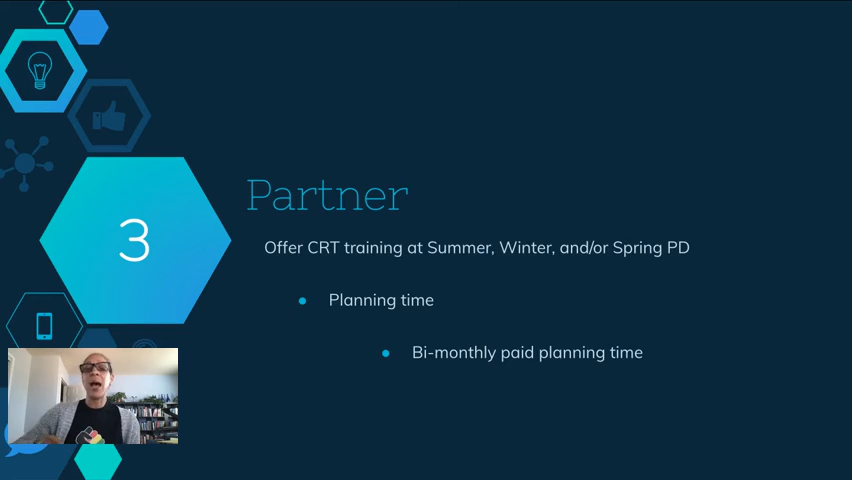 3
Partner
Offer CRT training at Summer, Winter, and/or Spring PD
Planning time
Bi-monthly paid planning time